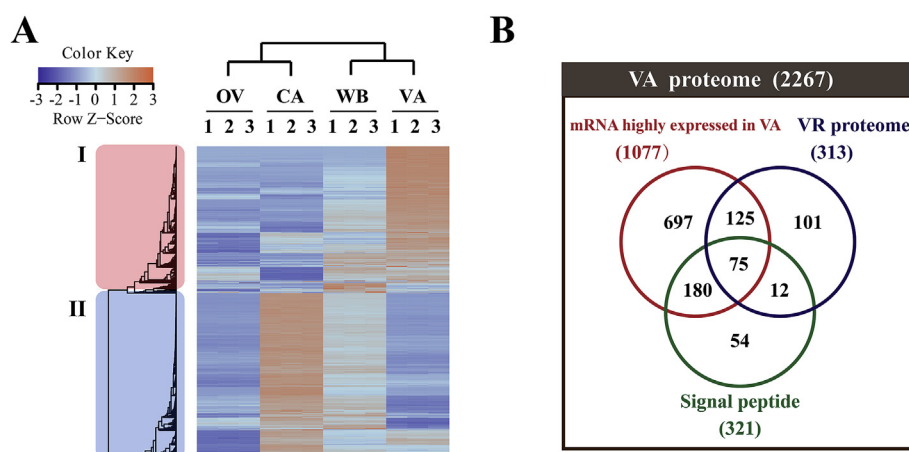 A
Color Key
-3 -2 -1 0 1 2 3
Row Z-Score
OV CA WB VA
1 2 3 1 2 3 1 2 3 1 2 3
I
II
B
VA proteome (2267)
mRNA highly expressed in VA
(1077)
VR proteome
(313)
697
125
101
75
180
12
54
Signal peptide
(321)